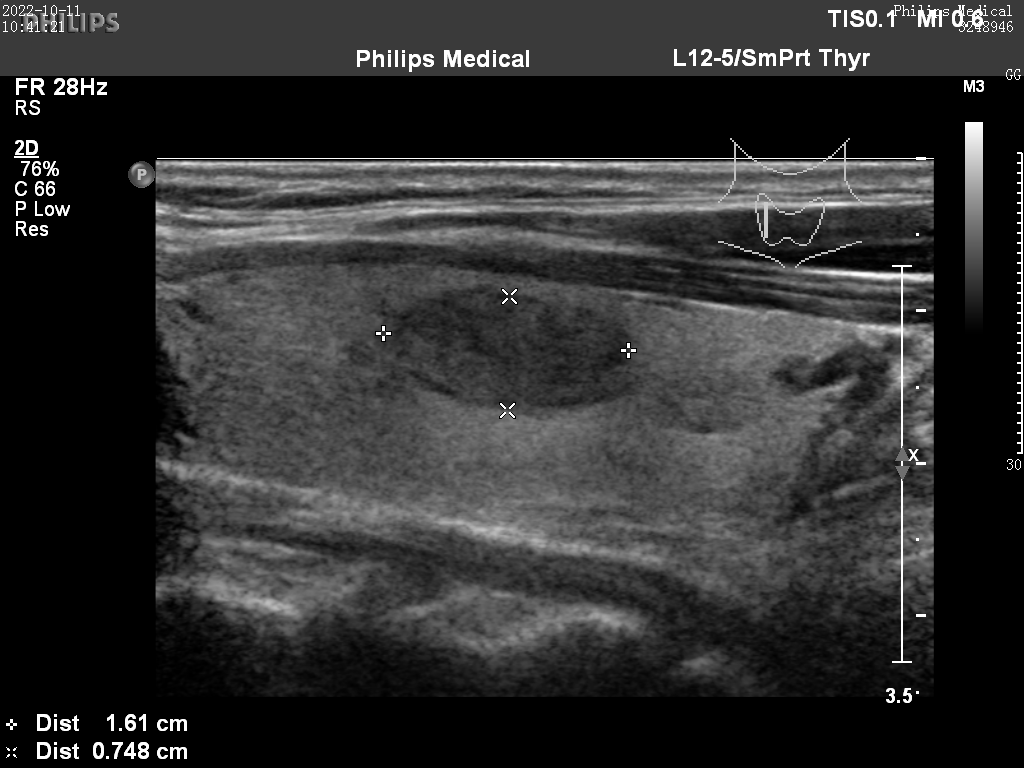 2022-10-11
PHILIPS
10:41:21
TIS0.1 MI 0.6
Philips Medical
3248946
Philips Medical
L12-5/SmPrt Thyr
GG
FR 28Hz
RS
M3
2D
76%
C 66
P Low
Res
P
X
30
3.5
Dist 1.61 cm
Dist 0.748 cm